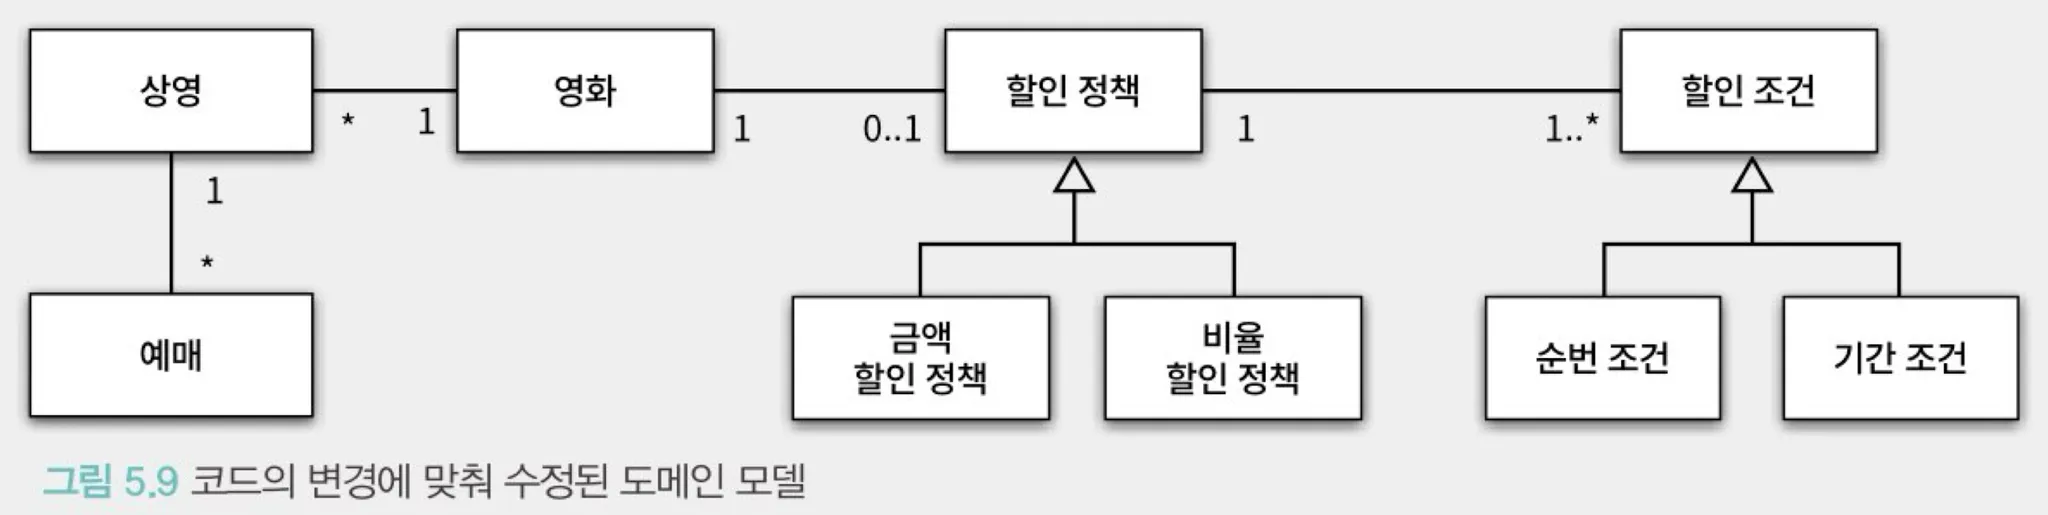 상영
영화
할인 정책
할인 조건
* 1
1 0..1
1 1..*
1
*
예매
금액
할인 정책
비율
할인 정책
순번 조건
기간 조건
그림 5.9 코드의 변경에 맞춰 수정된 도메인 모델